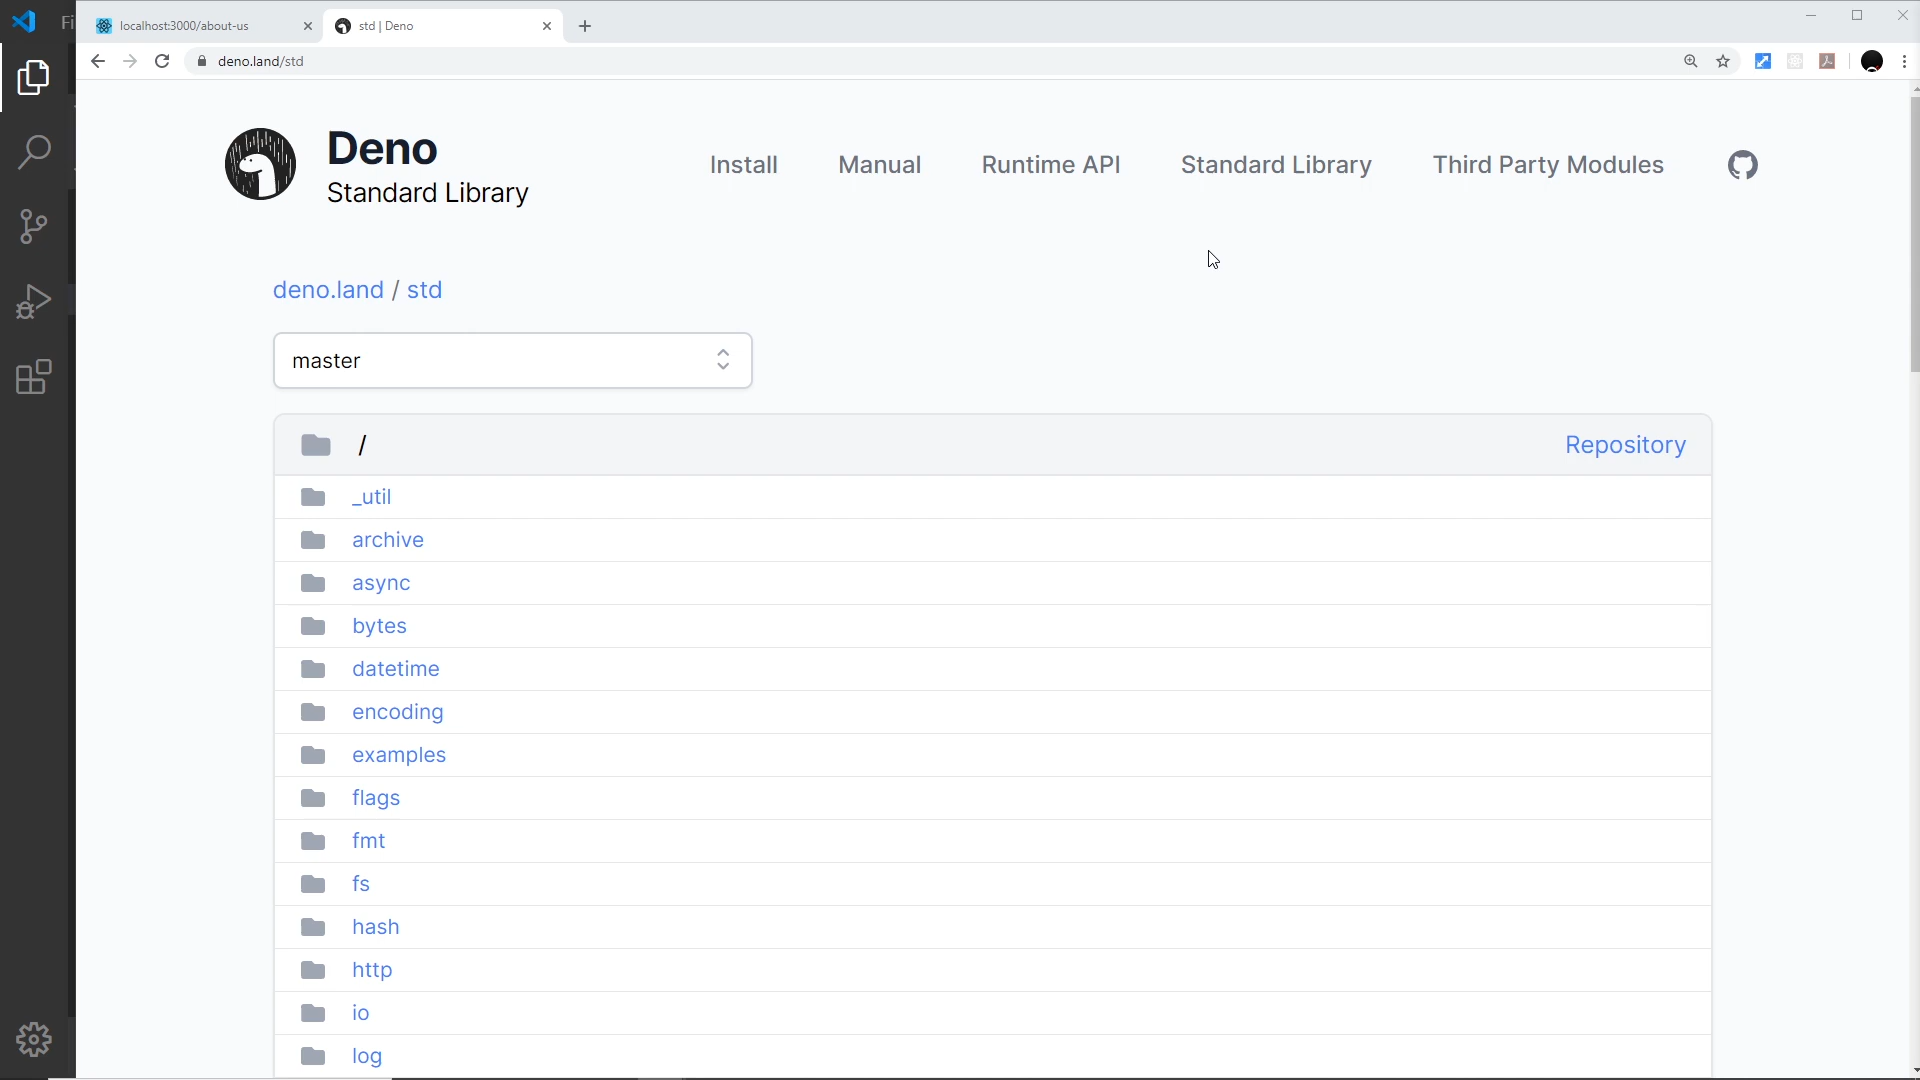 Fi
localhost:3000/about-us
std | Deno
deno.land/std
Deno
Standard Library
Install
Manual
Runtime API
Standard Library
Third Party Modules
deno.land / std
master
/
Repository
_util
archive
async
bytes
datetime
encoding
examples
flags
fmt
fs
hash
http
io
log